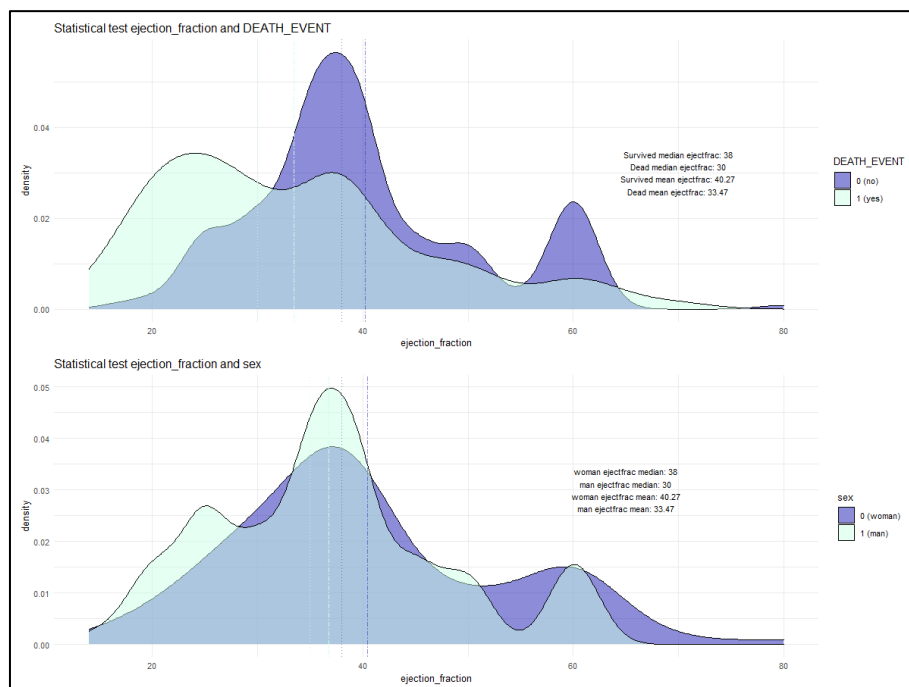 Statistical test ejection_fraction and DEATH_EVENT
density
0.04
0.02
0.00
20
40
60
80
ejection_fraction
Survived median ejectfrac: 38
Dead median ejectfrac: 30
Survived mean ejectfrac: 40.27
Dead mean ejectfrac: 33.47
DEATH_EVENT
0 (no)
1 (yes)
Statistical test ejection_fraction and sex
density
0.05
0.04
0.03
0.02
0.01
0.00
20
40
60
80
ejection_fraction
woman ejectfrac median: 38
man ejectfrac median: 30
woman ejectfrac mean: 40.27
man ejectfrac mean: 33.47
sex
0 (woman)
1 (man)